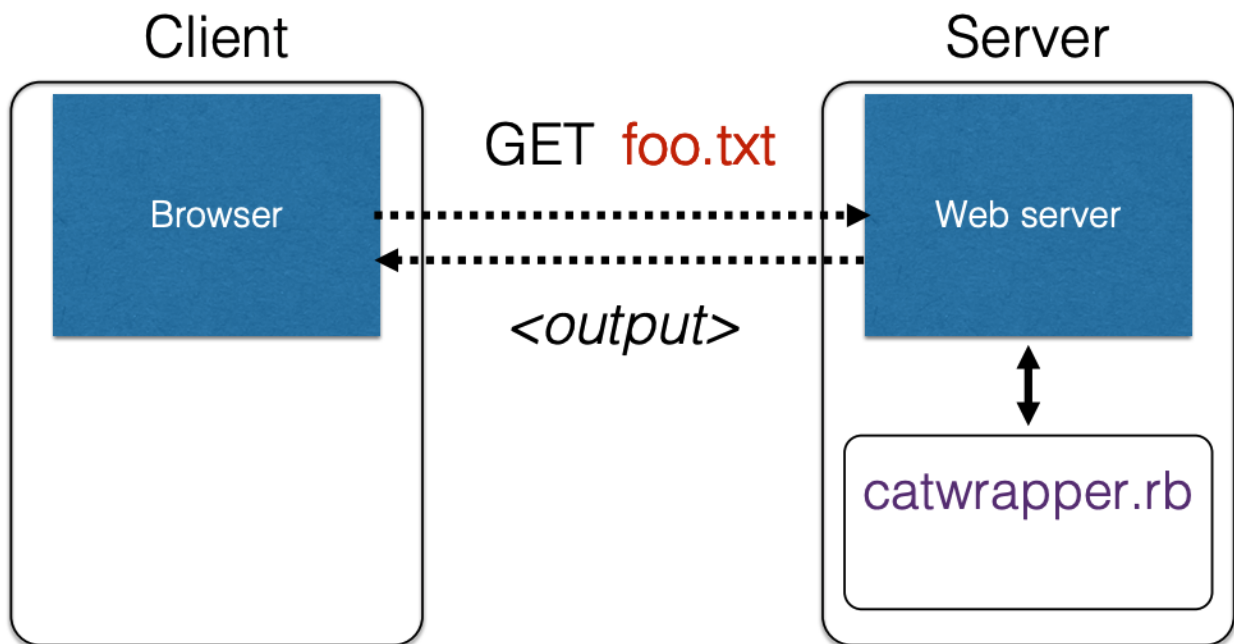 Client
Server
GET foo.txt
Browser
Web server
<output>
catwrapper.rb